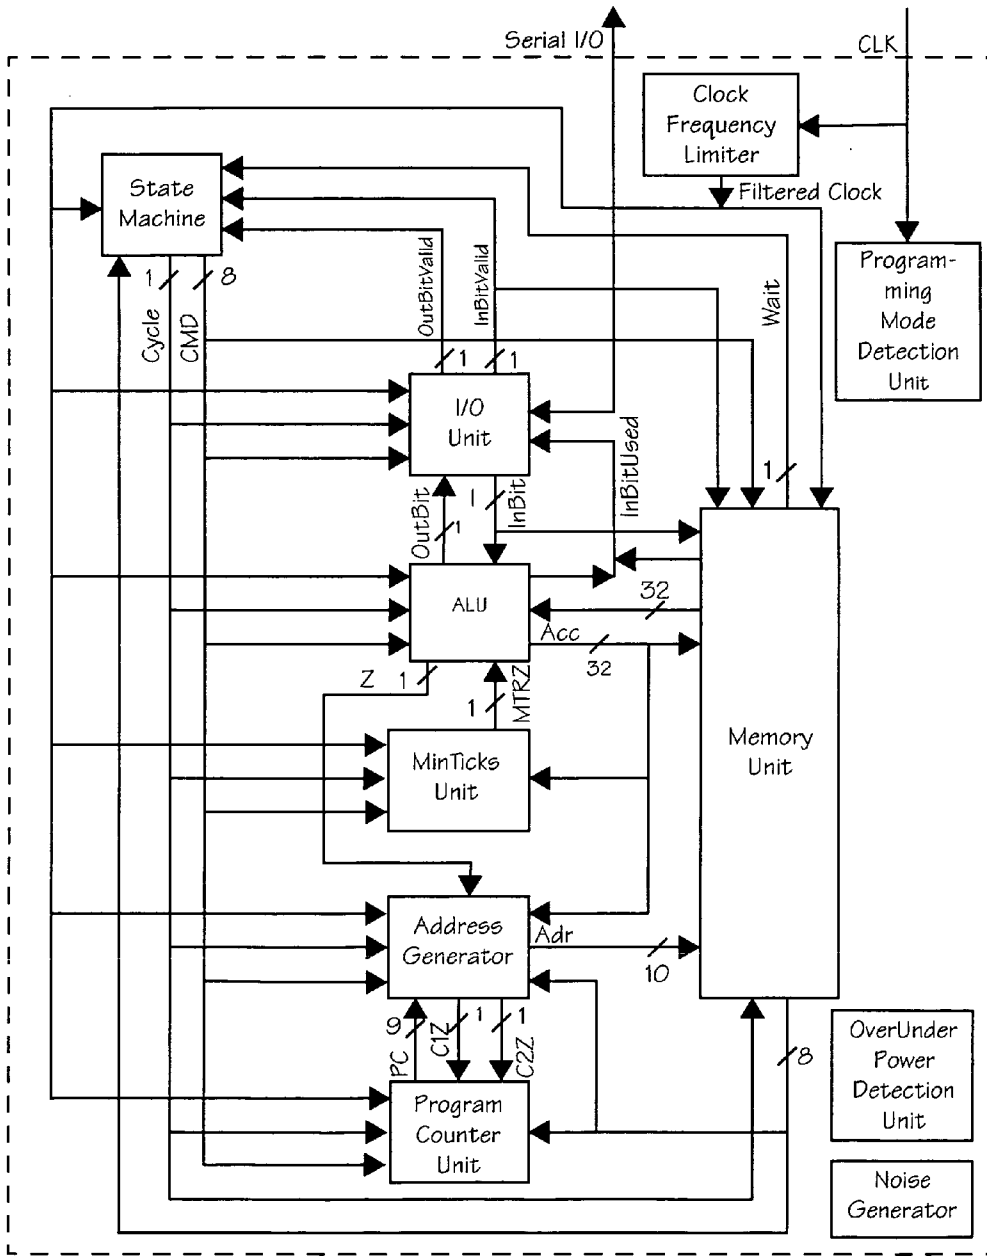 Serial I/O
CLK
Clock
Frequency
Limiter
State
Machine
Filtered Clock
Program-
ming
Mode
Detection
Unit
1
8
Cycle
CMD
OutBitValid
InBitValid
Wait
1
1
I/O
Unit
InBitUsed
1
OutBit
1
1
InBit
ALU
32
Acc
32
Z
1
1
MTRZ
MinTicks
Unit
Memory
Unit
Address
Generator
Adr
10
9
PC
C1Z
1
1
C2Z
8
Program
Counter
Unit
OverUnder
Power
Detection
Unit
Noise
Generator